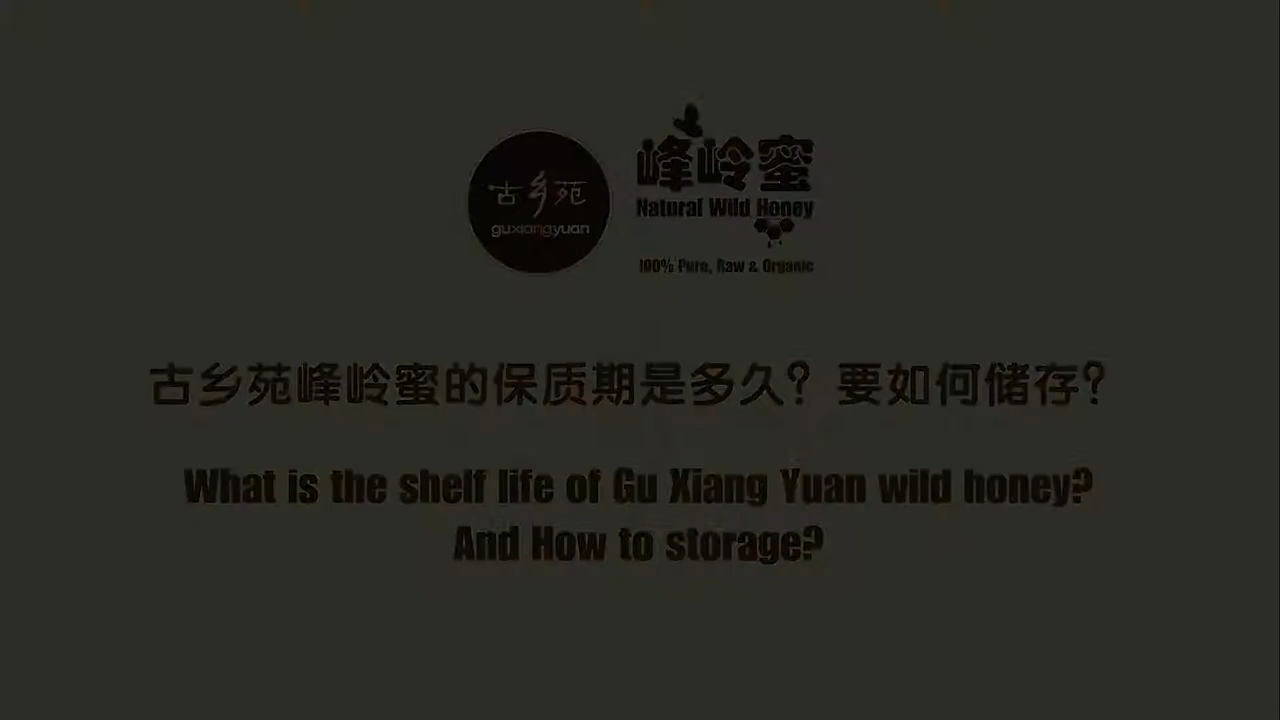 古乡苑
guxiangyuan
峰岭蜜
Natural Wild Honey
100% Pure, Raw & Organic
古乡苑峰岭蜜的保质期是多久？要如何储存？
What is the shelf life of Gu Xiang Yuan wild honey?
And How to storage?